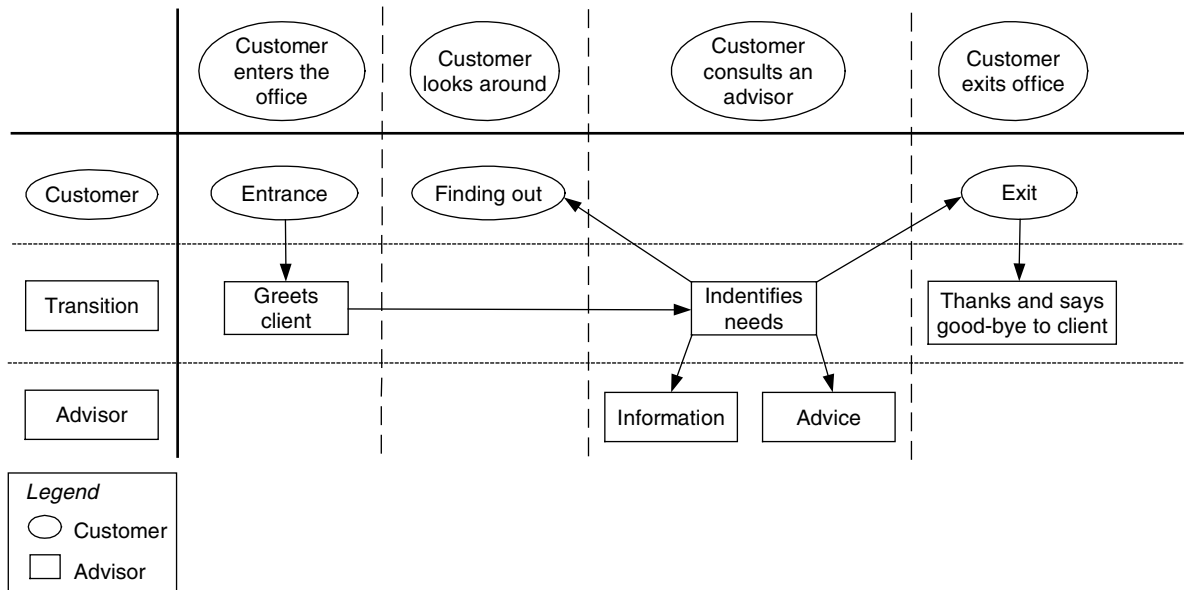 Customer
enters the
office
Customer
looks around
Customer
consults an
advisor
Customer
exits office
Customer
Entrance
Finding out
Exit
Transition
Greets
client
Indentifies
needs
Thanks and says
good-bye to client
Advisor
Information
Advice
Legend
Customer
Advisor